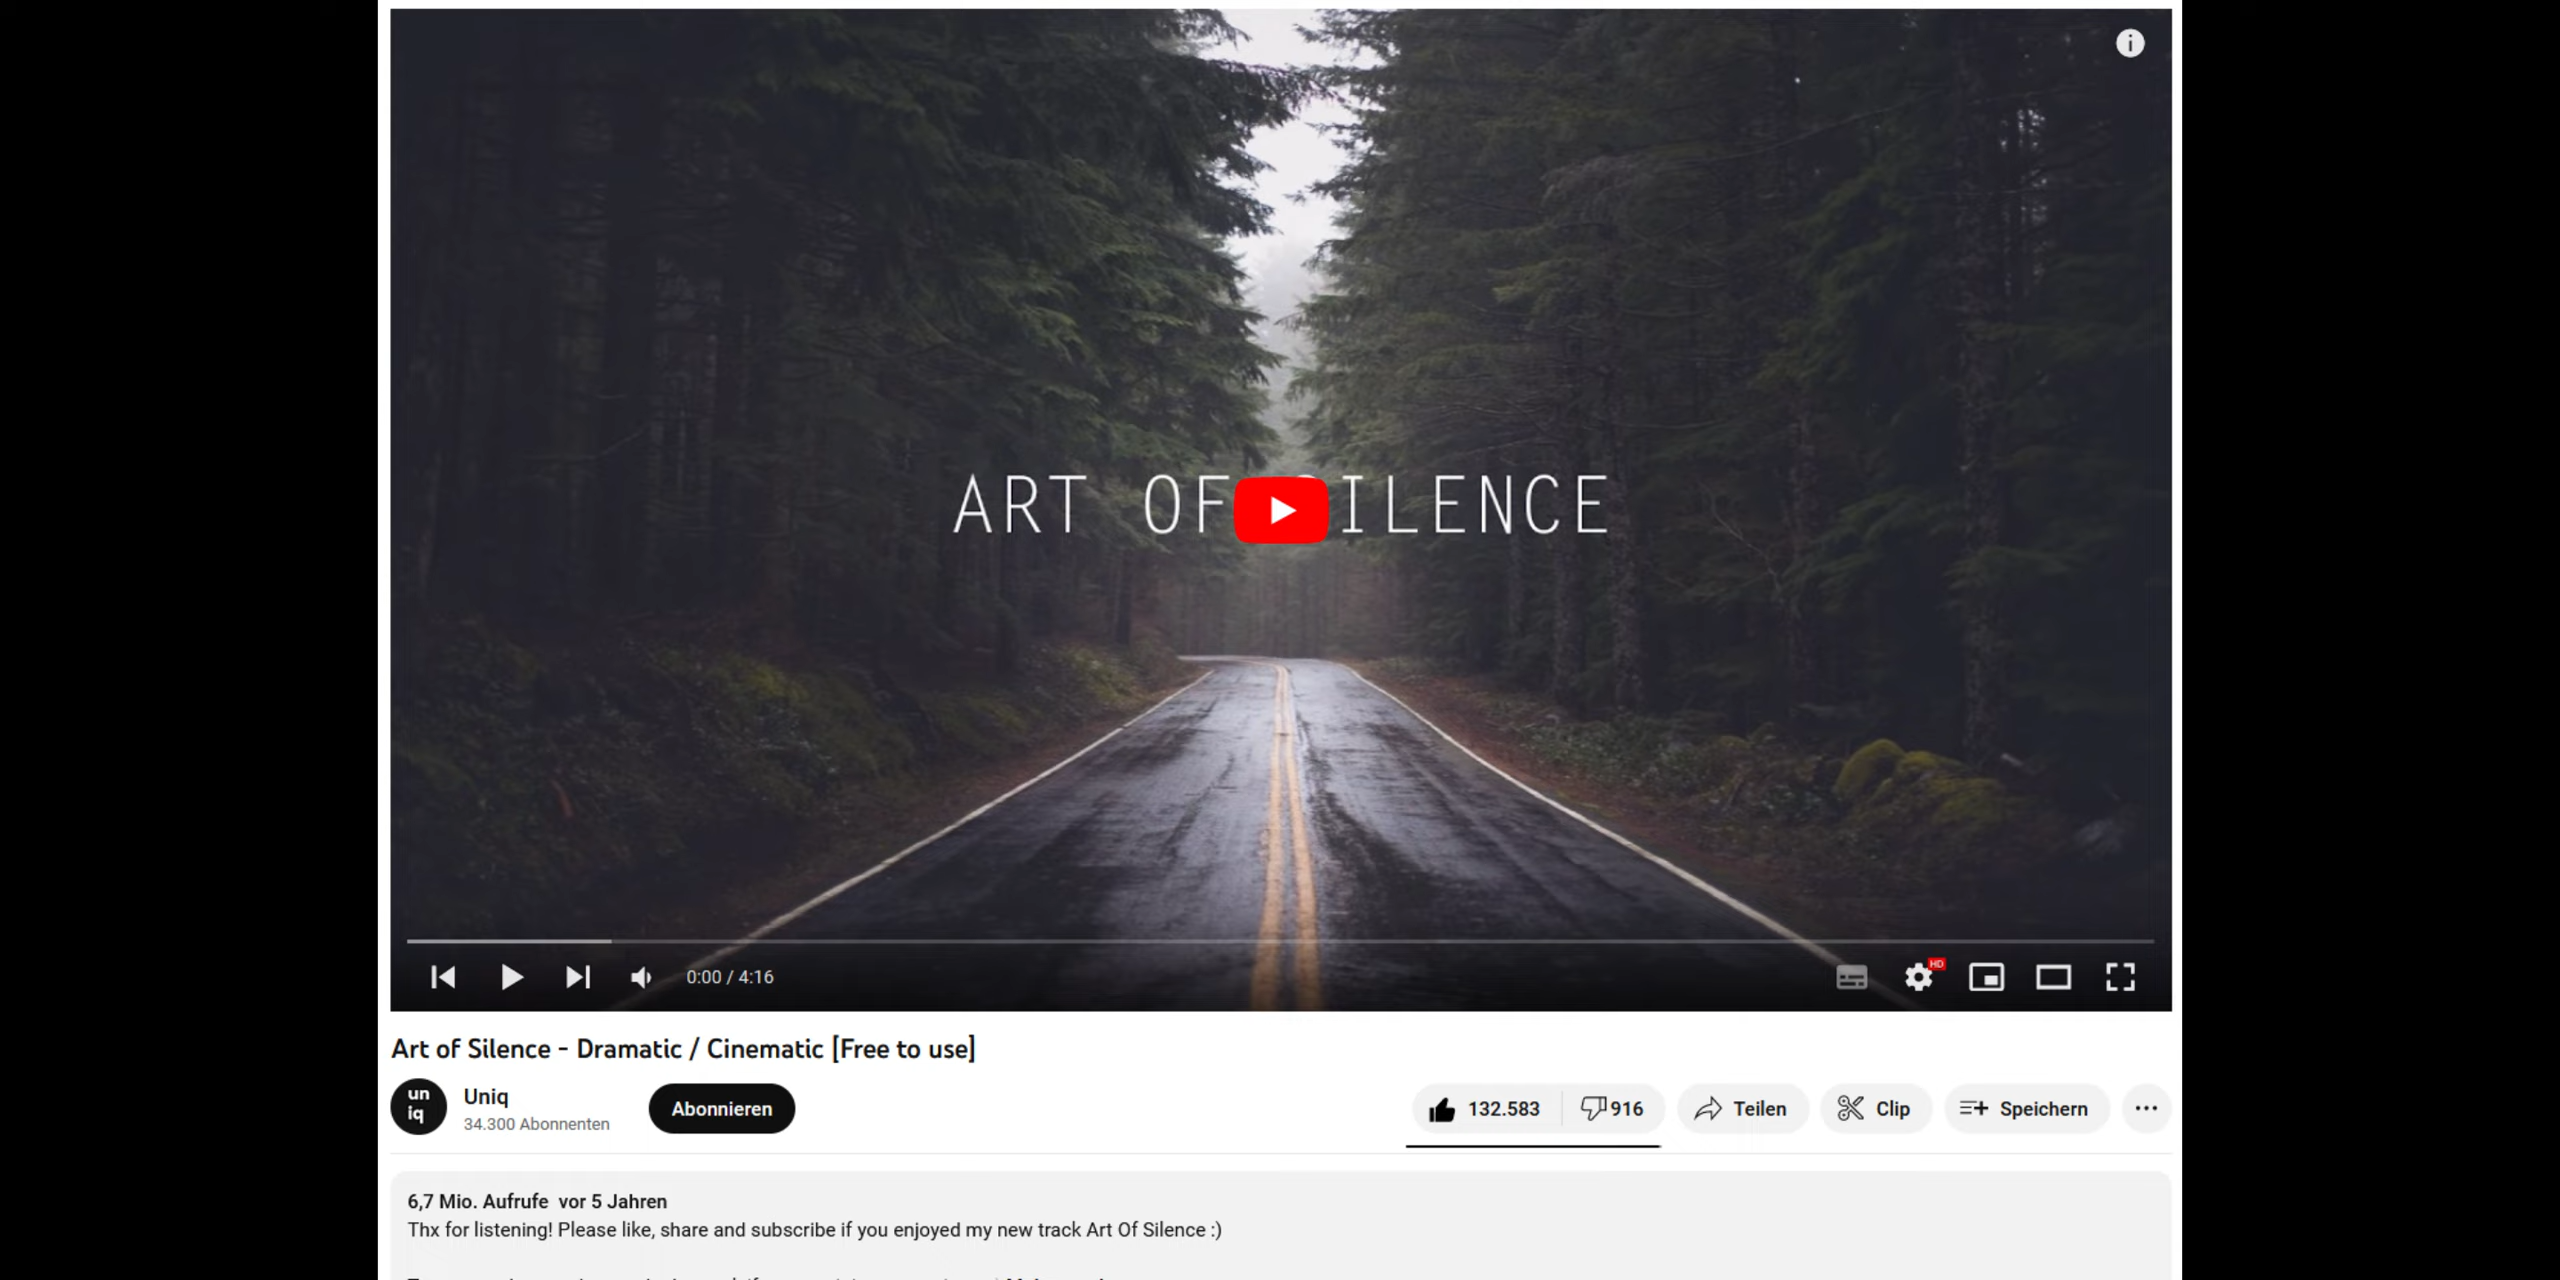 ART OF SILENCE
HD
0:00 / 4:16
Art of Silence - Dramatic / Cinematic [Free to use]
un
iq
Uniq
34.300 Abonnenten
Abonnieren
132.583
916
Teilen
Clip
Speichern
6,7 Mio. Aufrufe vor 5 Jahren
Thx for listening! Please like, share and subscribe if you enjoyed my new track Art Of Silence :)